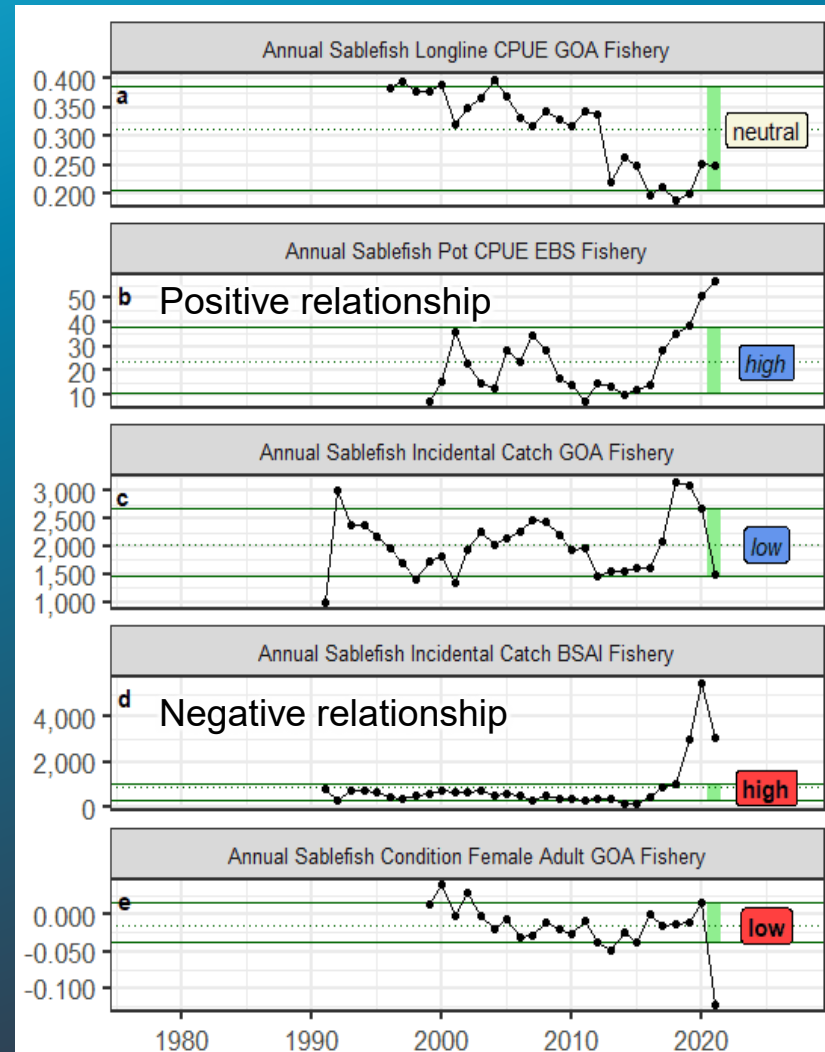 Annual Sablefish Longline CPUE GOA Fishery
0.400
a
0.350
0.300
neutral
0.250
0.200
Annual Sablefish Pot CPUE EBS Fishery
b
Positive relationship
50
40
30
20
high
10
Annual Sablefish Incidental Catch GOA Fishery
3,000
c
2,500
2,000
low
1,500
1,000
Annual Sablefish Incidental Catch BSAI Fishery
d
Negative relationship
4,000
2,000
high
0
Annual Sablefish Condition Female Adult GOA Fishery
e
0.000
low
-0.050
-0.100
1980 1990 2000 2010 2020